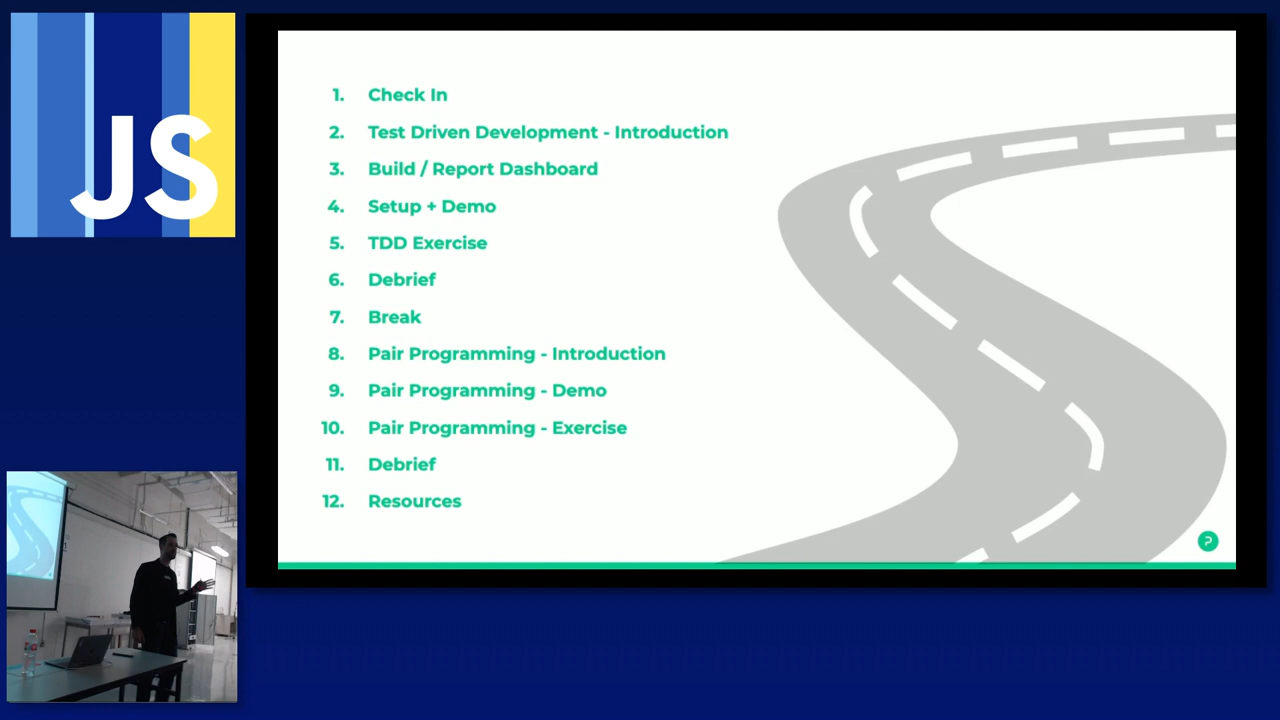 JS
1. Check In
2. Test Driven Development - Introduction
3. Build / Report Dashboard
4. Setup + Demo
5. TDD Exercise
6. Debrief
7. Break
8. Pair Programming - Introduction
9. Pair Programming - Demo
10. Pair Programming - Exercise
11. Debrief
12. Resources